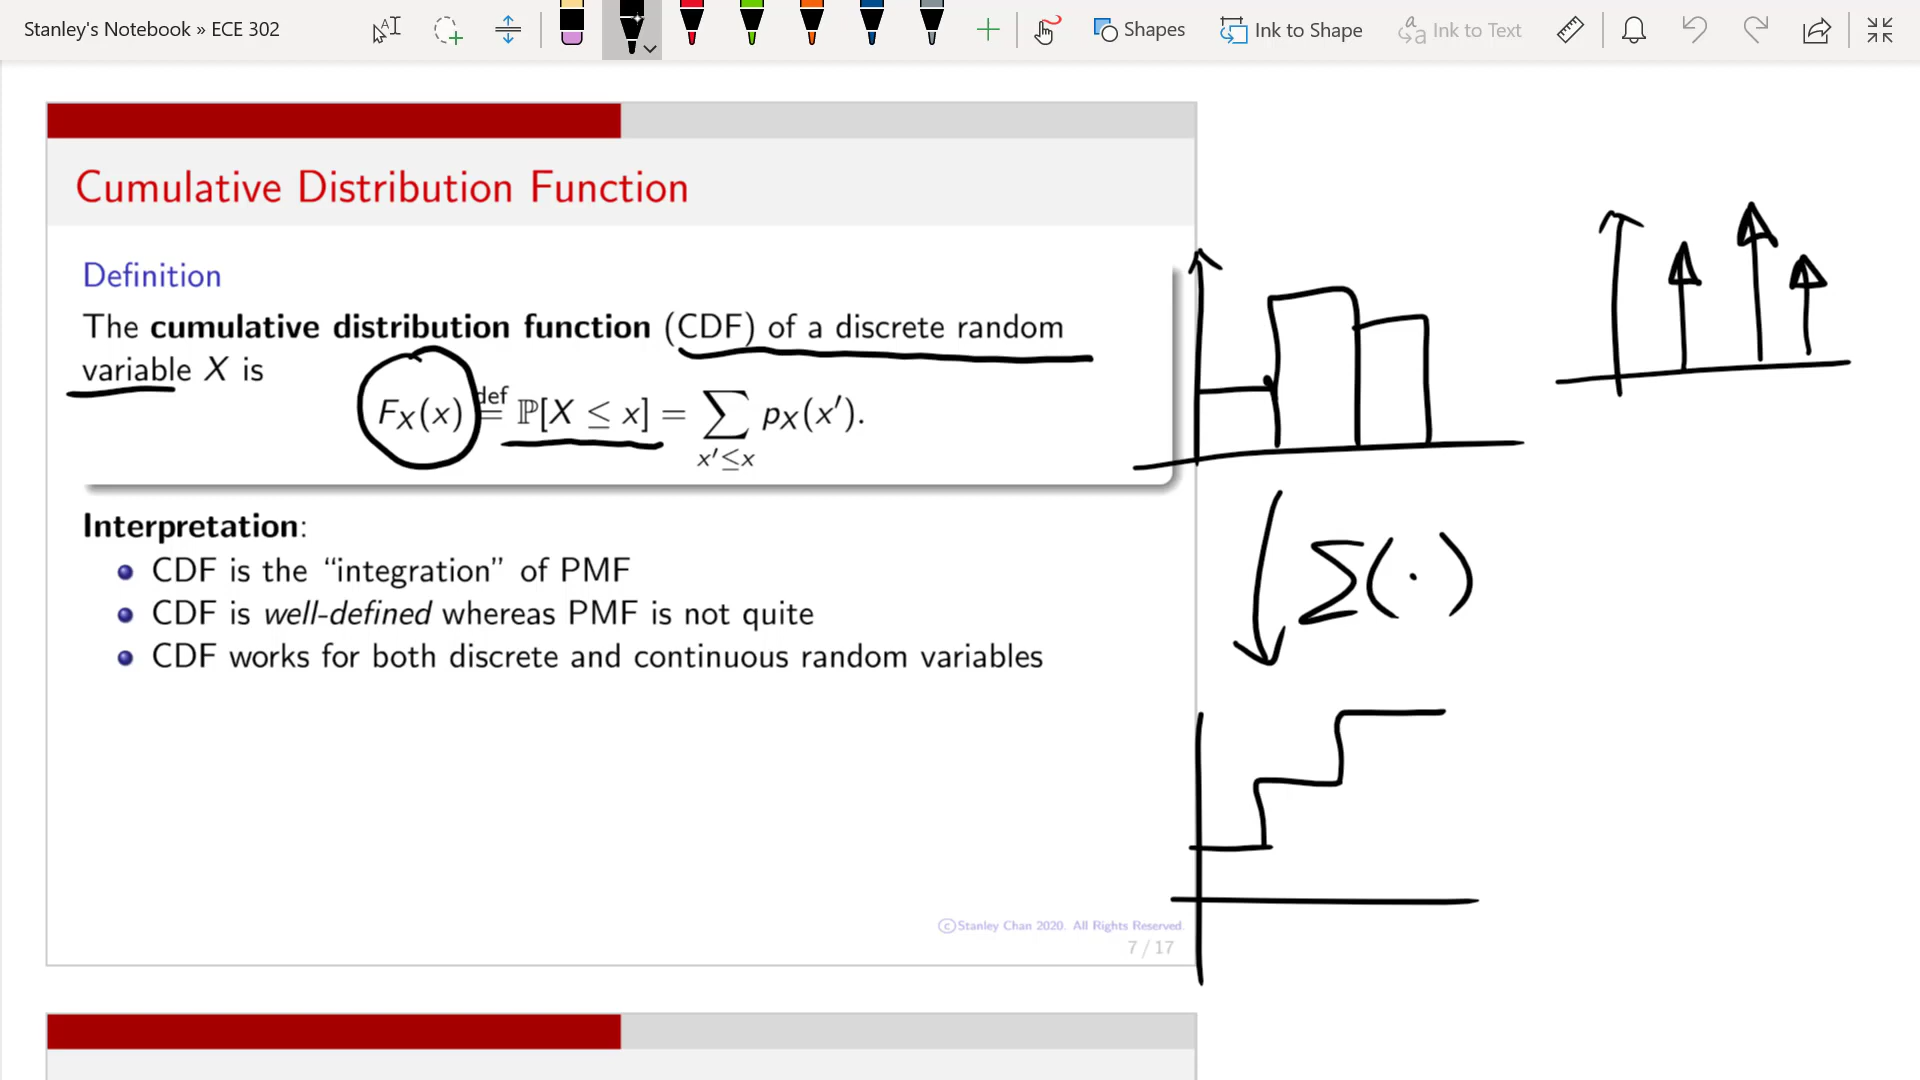 Stanley's Notebook » ECE 302
Shapes
Ink to Shape
Ink to Text
Cumulative Distribution Function
Definition
The cumulative distribution function (CDF) of a discrete random
variable X is
F_X(x) def= ℙ[X ≤ x] = ∑_{x′≤x} p_X(x′).
Interpretation:
CDF is the “integration” of PMF
CDF is well-defined whereas PMF is not quite
CDF works for both discrete and continuous random variables
Σ(·)
©Stanley Chan 2020. All Rights Reserved.
7 / 17